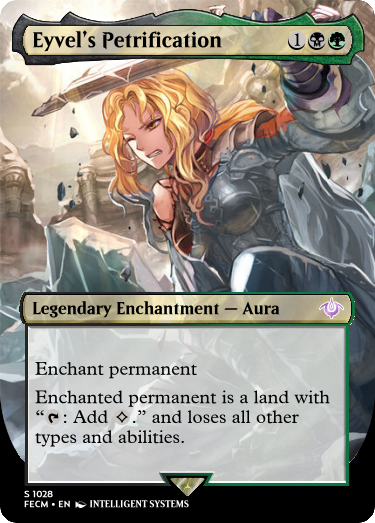 Eyvel's Petrification 1
Legendary Enchantment — Aura
Enchant permanent
Enchanted permanent is a land with
“: Add .” and loses all other
types and abilities.
S 1028
FECM • EN INTELLIGENT SYSTEMS